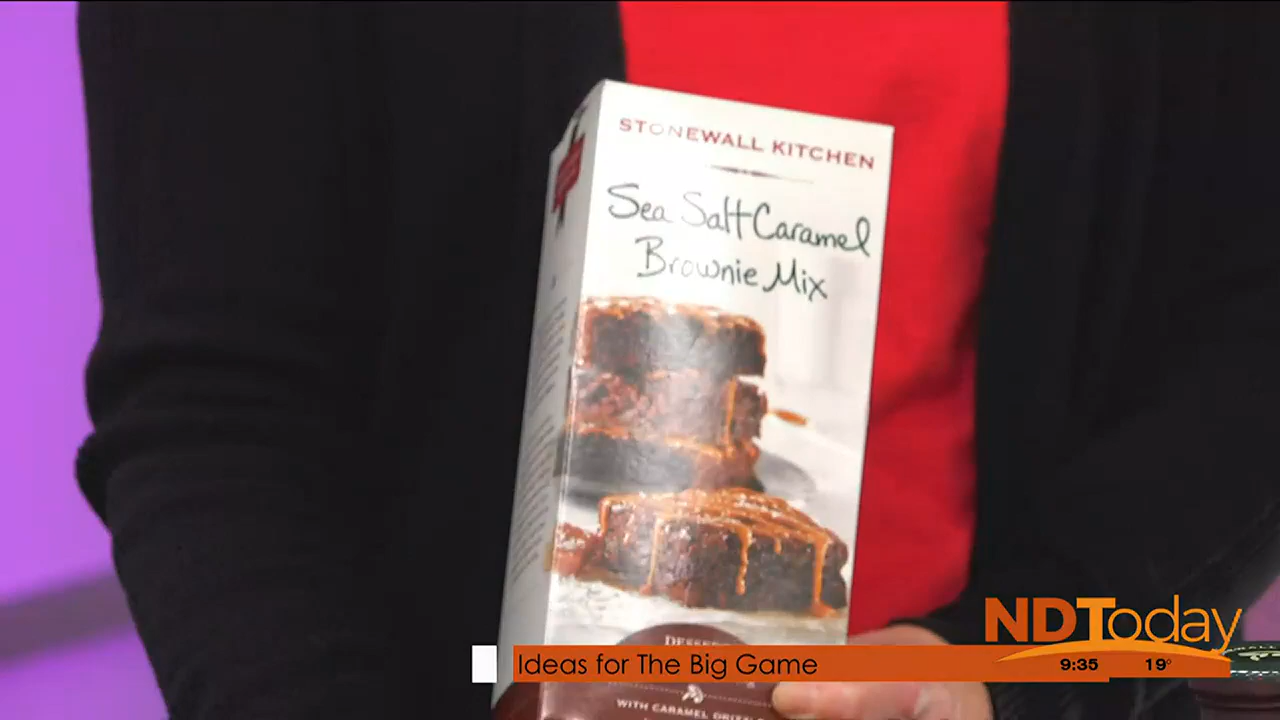 STONEWALL KITCHEN
Sea Salt Caramel
Brownie Mix
WITH CARAMEL
NDToday
Ideas for The Big Game
9:35 19°